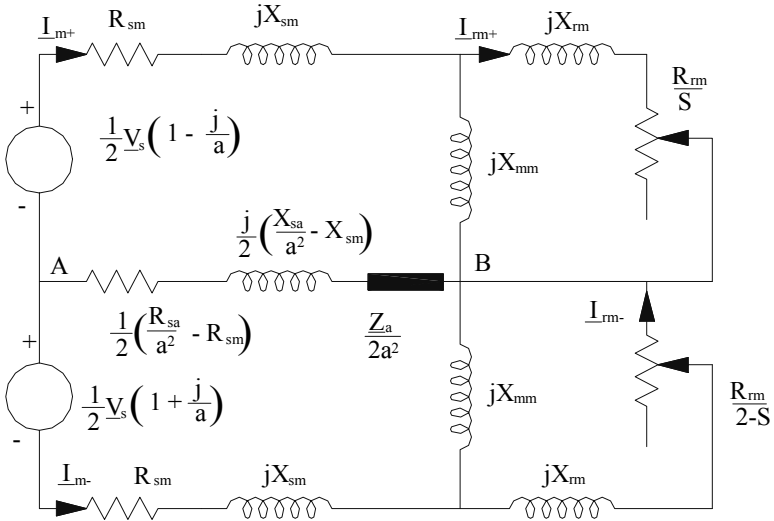 I_m+ R_sm jX_sm I_rm+ jX_rm
R_rm/S
+
1/2 V_s(1 - j/a)
jX_mm
-
j/2 (X_sa/a² - X_sm)
A B
1/2 (R_sa/a² - R_sm) Z_a/2a² I_rm-
+
1/2 V_s(1 + j/a) jX_mm R_rm/2-S
-
I_m- R_sm jX_sm jX_rm